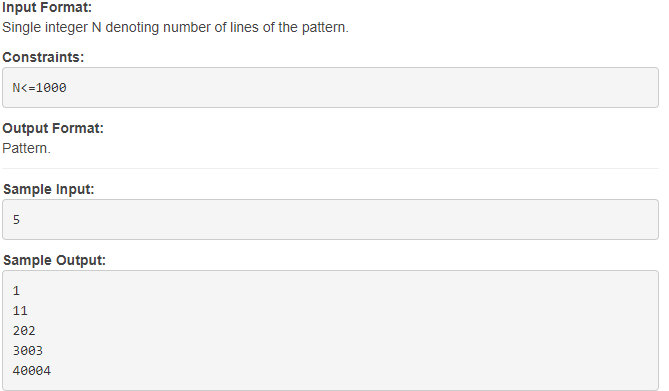 Input Format:
Single integer N denoting number of lines of the pattern.
Constraints:
N<=1000
Output Format:
Pattern.
Sample Input:
5
Sample Output:
1
11
202
3003
40004